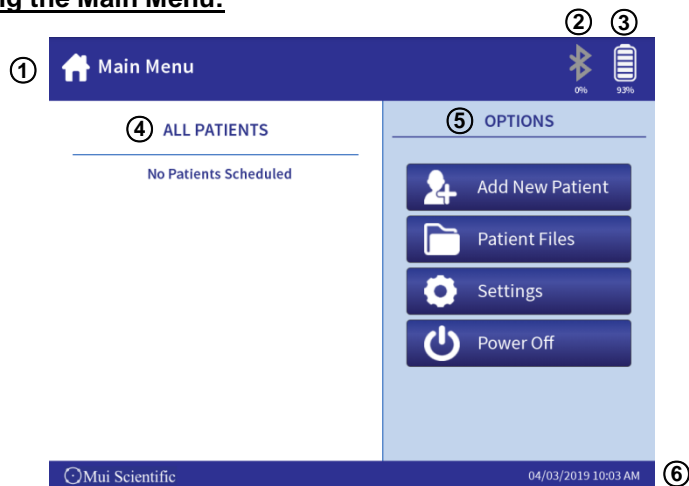 ng the Main Menu:
② ③
① Main Menu
0% 93%
④ ALL PATIENTS
No Patients Scheduled
⑤ OPTIONS
Add New Patient
Patient Files
Settings
Power Off
Mui Scientific
04/03/2019 10:03 AM ⑥